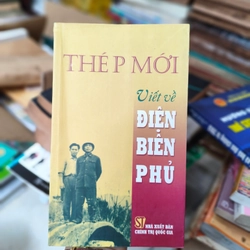 THÉP MỚI
Viết về
ĐIỆN
BIÊN
PHỦ
NHÀ XUẤT BẢN
CHÍNH TRỊ QUỐC GIA